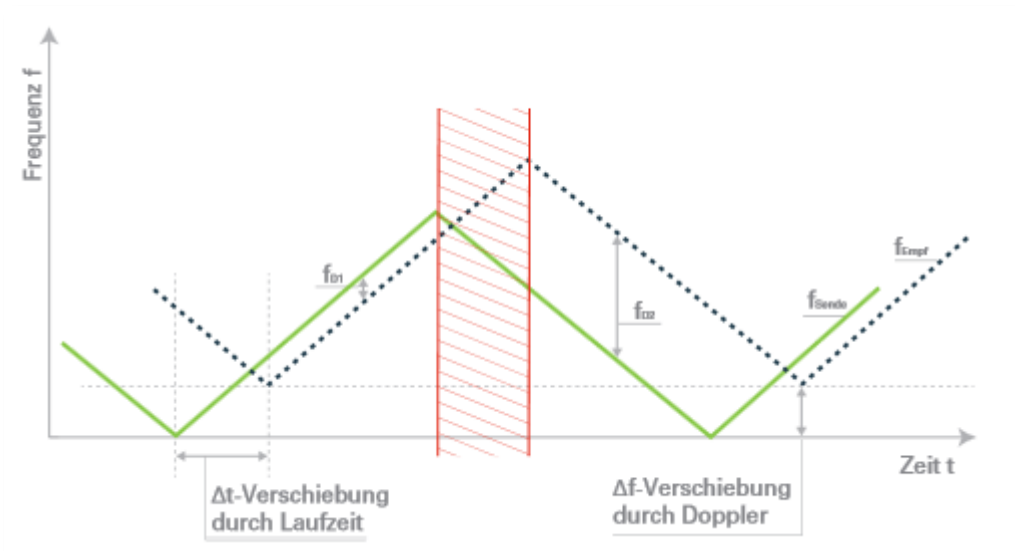 Frequenz f
fD1
fD2
fEmpf
fSende
Zeit t
Δt-Verschiebung
durch Laufzeit
Δf-Verschiebung
durch Doppler